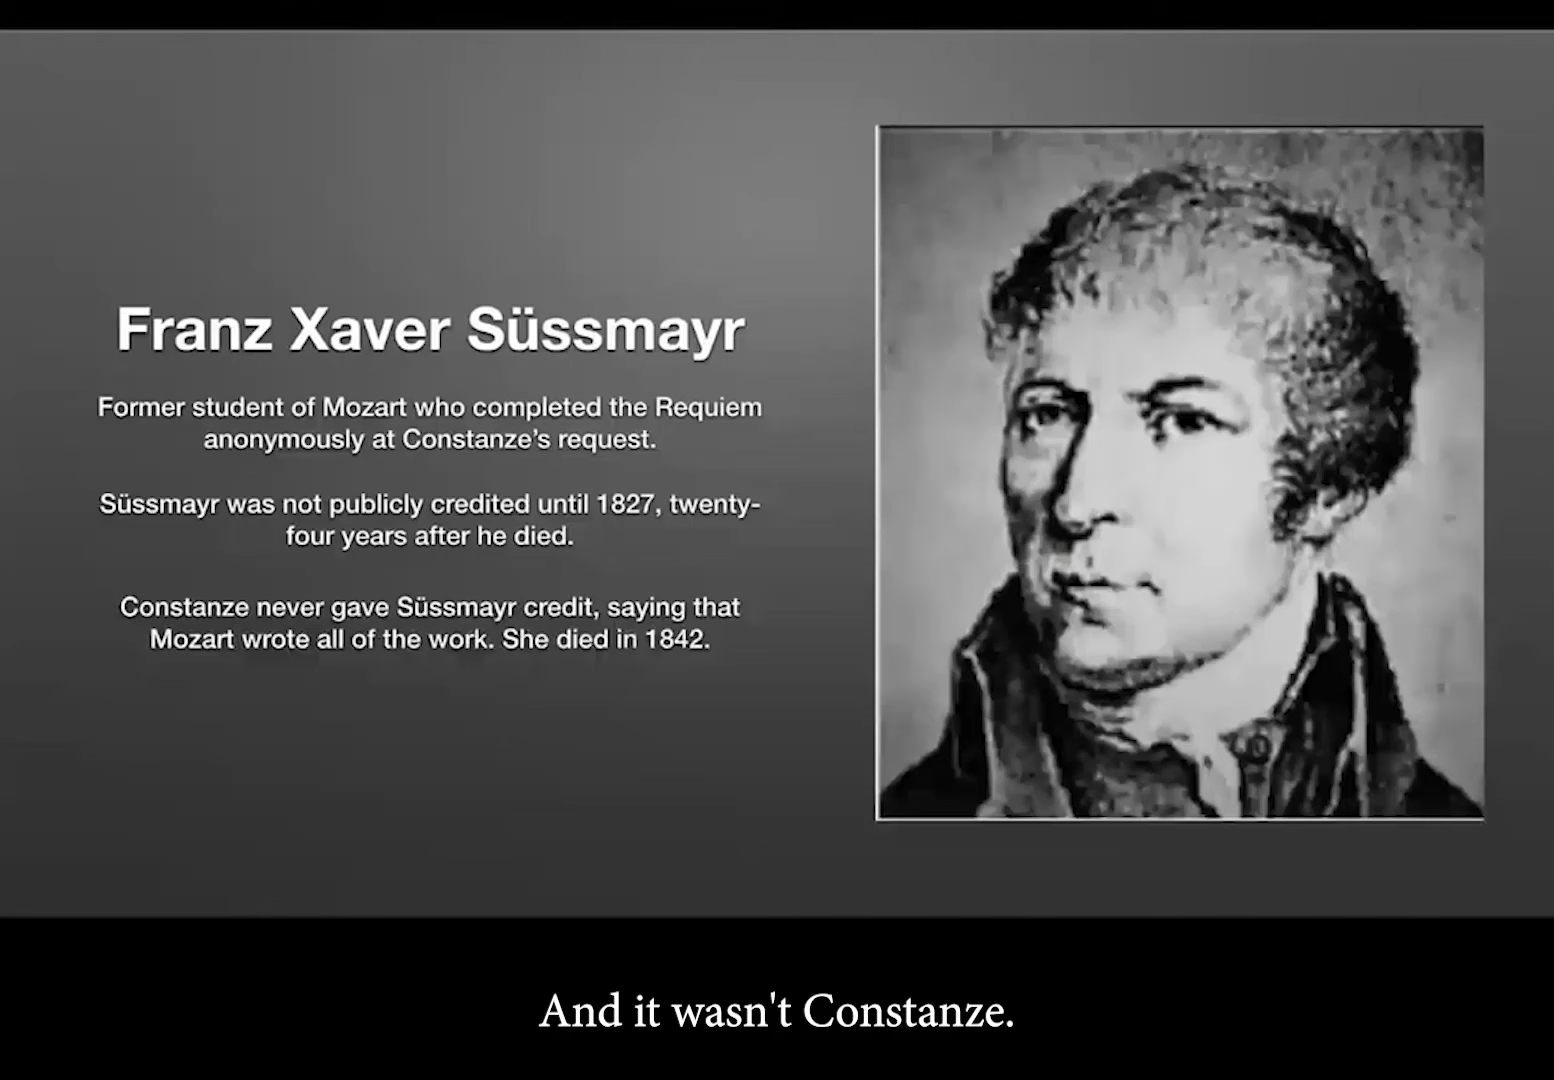 Franz Xaver Süssmayr
Former student of Mozart who completed the Requiem
anonymously at Constanze’s request.
Süssmayr was not publicly credited until 1827, twenty-
four years after he died.
Constanze never gave Süssmayr credit, saying that
Mozart wrote all of the work. She died in 1842.
And it wasn't Constanze.